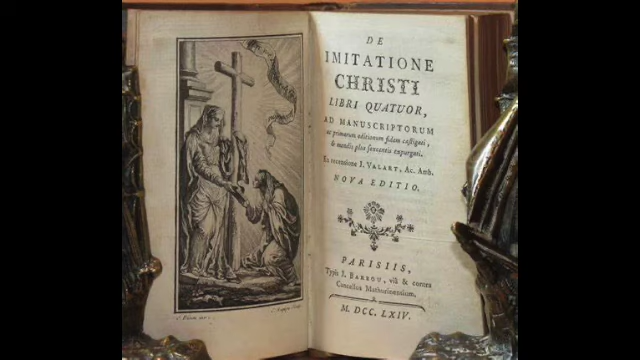 DE
IMITATIONE
CHRISTI
LIBRI QUATUOR,
AD MANUSCRIPTORUM
ac primarum editionum fidem castigati,
& mendis plus sexcentis expurgati.
Ex recensione J. VALART, Ac. Amb.
NOVA EDITIO.
PARISIIS,
Typis J. BARBOU, viâ & contra
Mathurinensium.
M. DCC. LXIV.